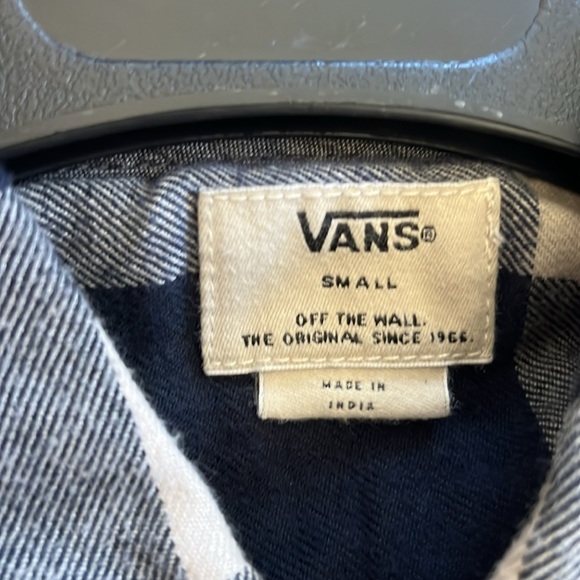 VANS®
SMALL
OFF THE WALL.
THE ORIGINAL SINCE 1966.
MADE IN
INDIA